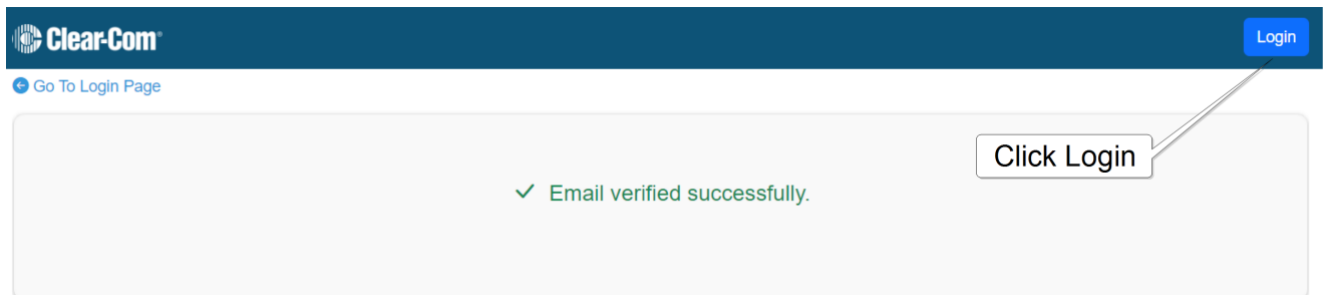 Clear-Com
Login
Go To Login Page
Click Login
Email verified successfully.